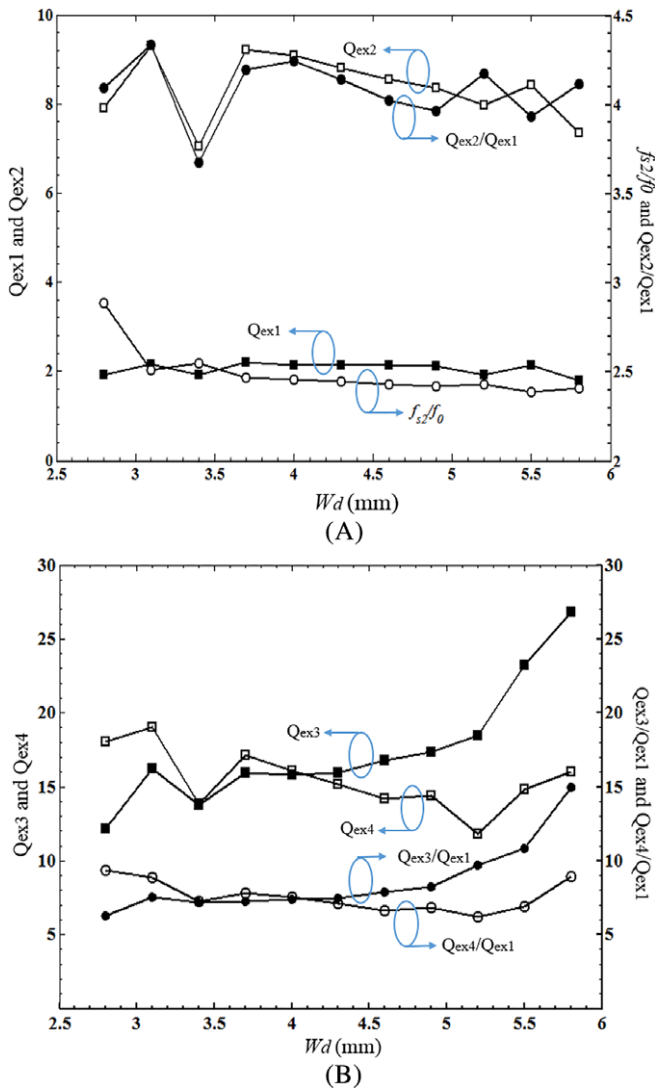 10
8
6
4
2
0
Qex1 and Qex2
4.5
4
3.5
3
2.5
2
fs2/f0 and Qex2/Qex1
Qex2
Qex2/Qex1
Qex1
fs2/f0
2.5 3 3.5 4 4.5 5 5.5 6
Wd (mm)
(A)
30
25
20
15
10
5
Qex3 and Qex4
30
25
20
15
10
5
Qex3/Qex1 and Qex4/Qex1
Qex3
Qex4
Qex3/Qex1
Qex4/Qex1
2.5 3 3.5 4 4.5 5 5.5 6
Wd (mm)
(B)